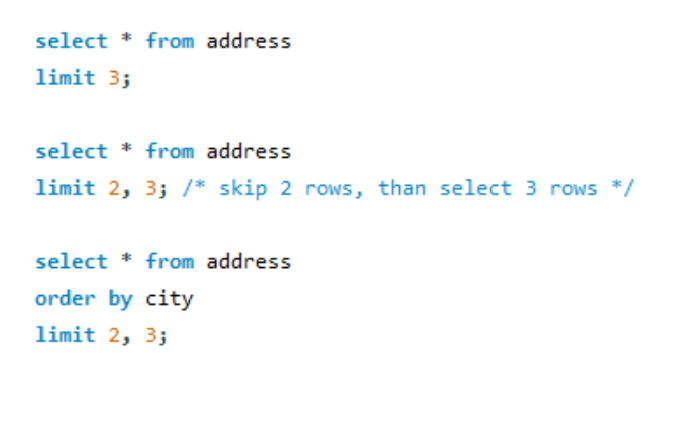 select * from address
limit 3;
select * from address
limit 2, 3; /* skip 2 rows, than select 3 rows */
select * from address
order by city
limit 2, 3;